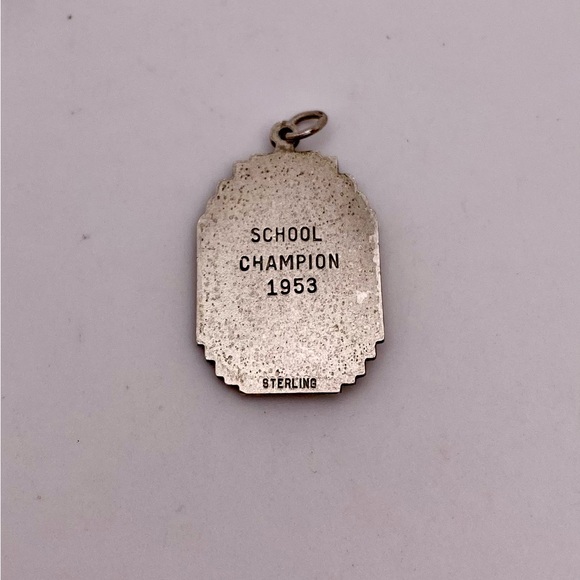 SCHOOL
CHAMPION
1953
STERLING